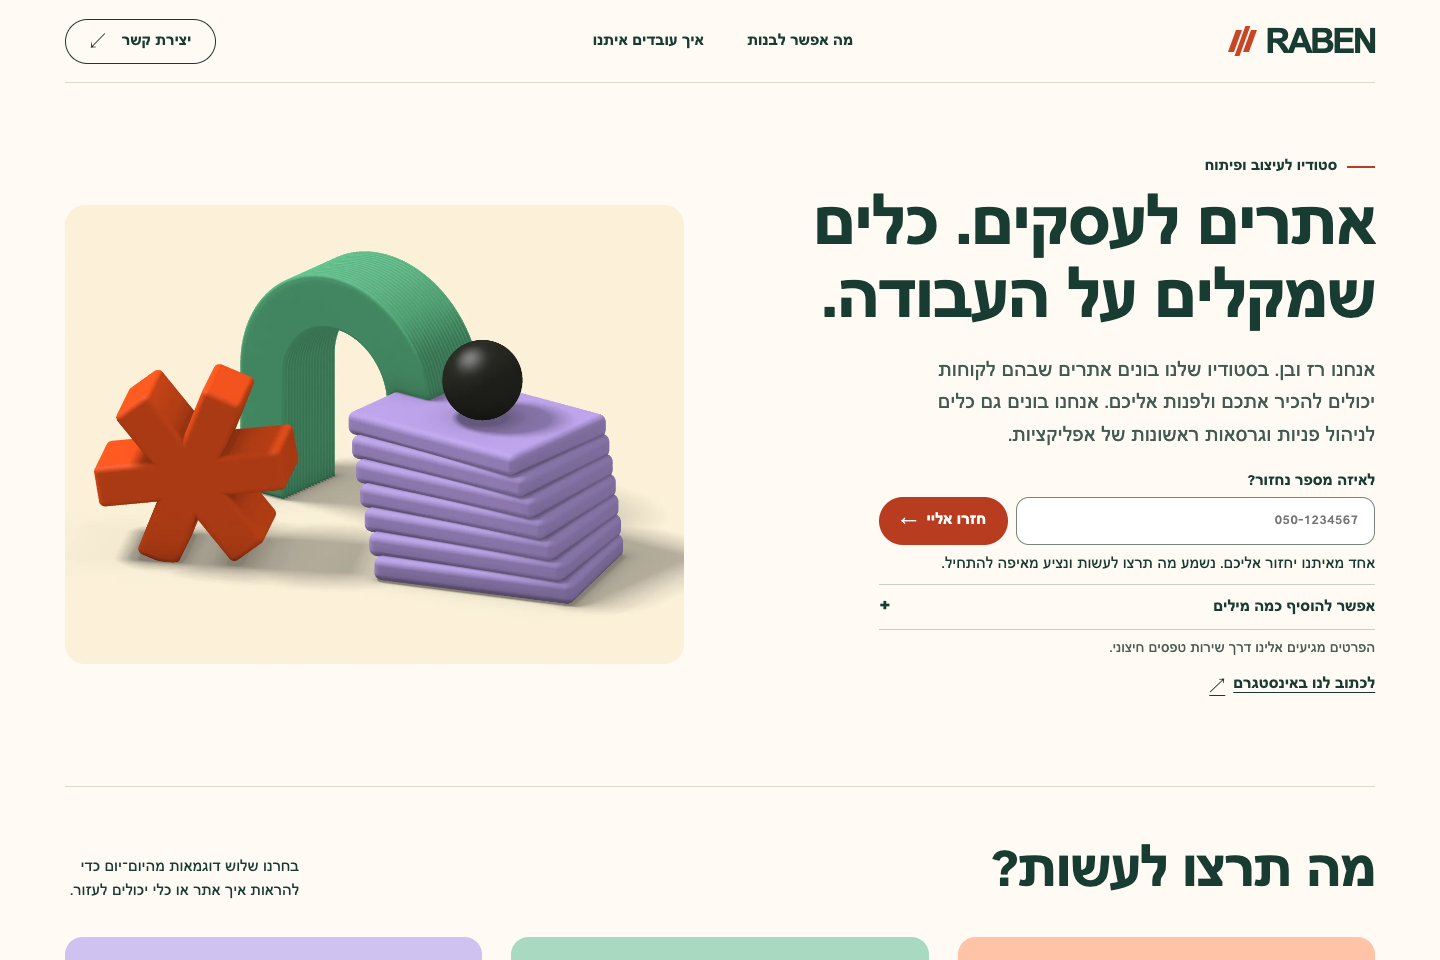 RABEN
מה אפשר לבנות
איך עובדים איתנו
יצירת קשר
סטודיו לעיצוב ופיתוח
אתרים לעסקים. כלים
שמקלים על העבודה.
אנחנו רז ובן. בסטודיו שלנו בונים אתרים שבהם לקוחות
יכולים להכיר אתכם ולפנות אליכם. אנחנו בונים גם כלים
לניהול פניות וגרסאות ראשונות של אפליקציות.
לאיזה מספר נחזור?
050-1234567
חזרו אליי
אחד מאיתנו יחזור אליכם. נשמע מה תרצו לעשות ונציע מאיפה להתחיל.
אפשר להוסיף כמה מילים
הפרטים מגיעים אלינו דרך שירות טפסים חיצוני.
לכתוב לנו באינסטגרם
מה תרצו לעשות?
בחרנו שלוש דוגמאות מהיום־יום כדי
להראות איך אתר או כלי יכולים לעזור.